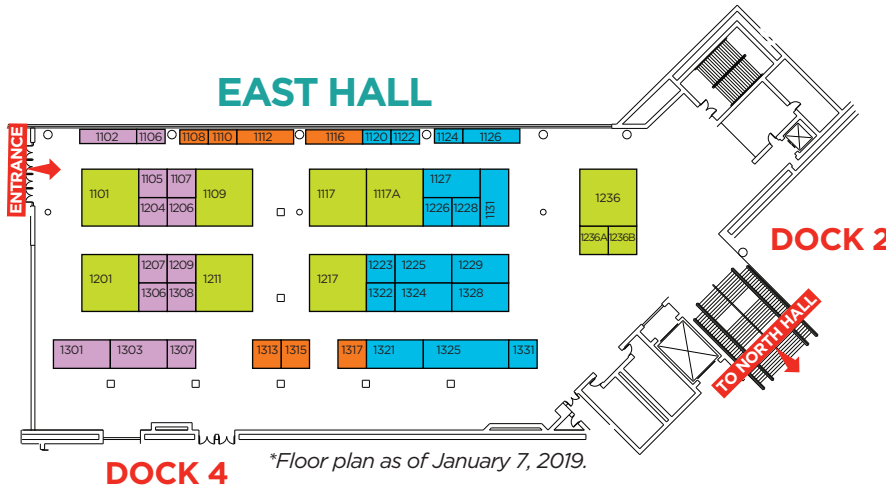 EAST HALL
ENTRANCE
1102 1106 1108 1110 1112 1116 1120 1122 1124 1126
1101 1105 1107 1109 1117 1117A 1127 1131 1236
1204 1206 1226 1228
1236A 1236B
DOCK 2
1201 1207 1209 1211 1217 1223 1225 1229
1306 1308 1322 1324 1328
TO NORTH HALL
1301 1303 1307 1313 1315 1317 1321 1325 1331
*Floor plan as of January 7, 2019.
DOCK 4